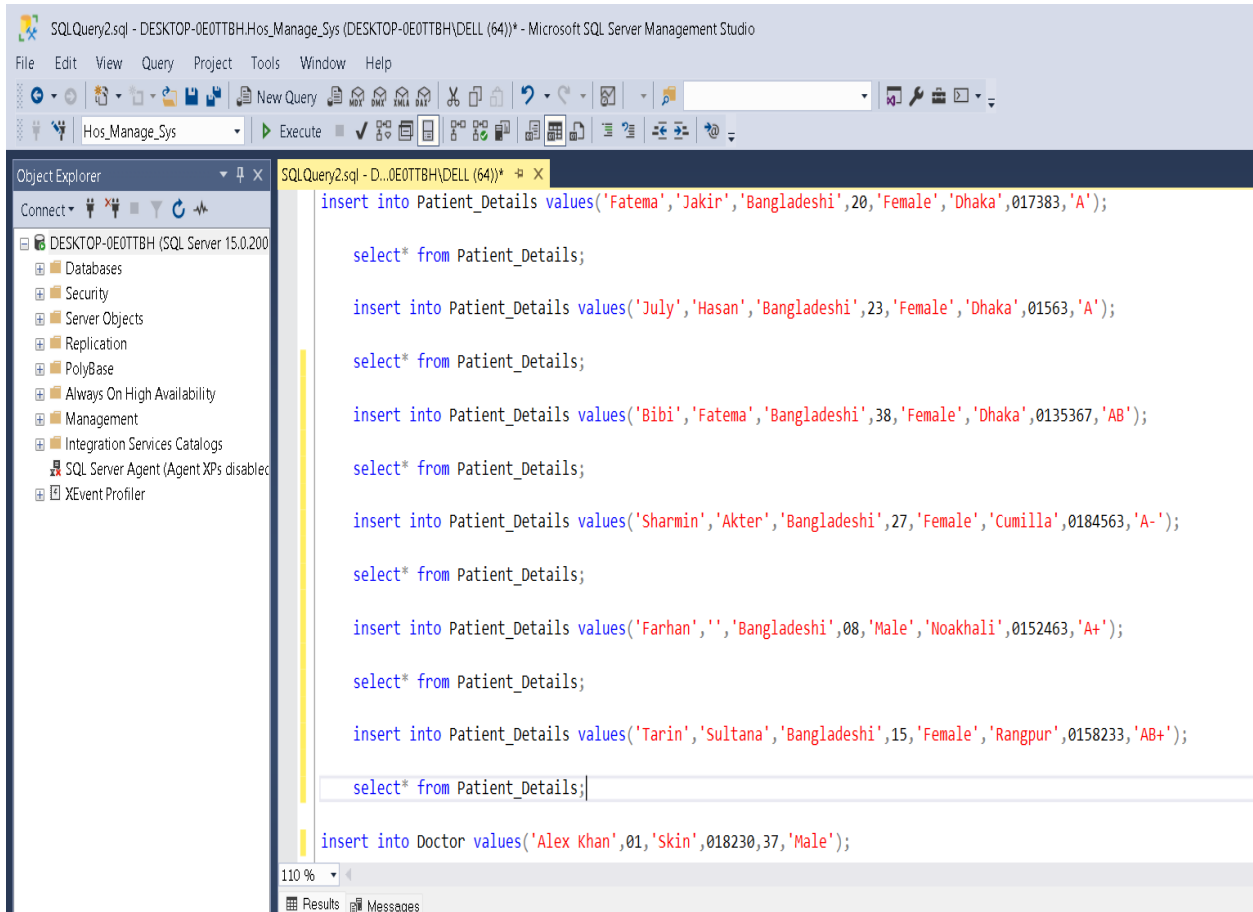 SQLQuery2.sql - DESKTOP-0E0TTBH.Hos_Manage_Sys (DESKTOP-0E0TTBH\DELL (64))* - Microsoft SQL Server Management Studio
File Edit View Query Project Tools Window Help
New Query MDX DMX XMLA DAX
Hos_Manage_Sys Execute
Object Explorer
SQLQuery2.sql - D...0E0TTBH\DELL (64))*
Connect
DESKTOP-0E0TTBH (SQL Server 15.0.200
Databases
Security
Server Objects
Replication
PolyBase
Always On High Availability
Management
Integration Services Catalogs
SQL Server Agent (Agent XPs disabled
XEvent Profiler
insert into Patient_Details values('Fatema','Jakir','Bangladeshi',20,'Female','Dhaka',017383,'A');
select* from Patient_Details;
insert into Patient_Details values('July','Hasan','Bangladeshi',23,'Female','Dhaka',01563,'A');
select* from Patient_Details;
insert into Patient_Details values('Bibi','Fatema','Bangladeshi',38,'Female','Dhaka',0135367,'AB');
select* from Patient_Details;
insert into Patient_Details values('Sharmin','Akter','Bangladeshi',27,'Female','Cumilla',0184563,'A-');
select* from Patient_Details;
insert into Patient_Details values('Farhan','','Bangladeshi',08,'Male','Noakhali',0152463,'A+');
select* from Patient_Details;
insert into Patient_Details values('Tarin','Sultana','Bangladeshi',15,'Female','Rangpur',0158233,'AB+');
select* from Patient_Details;
insert into Doctor values('Alex Khan',01,'Skin',018230,37,'Male');
110 %
Results Messages